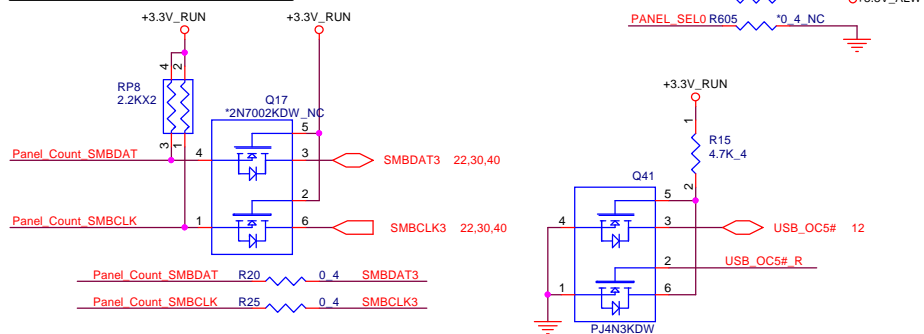 +3.3V_ALW
PANEL_SEL0 R605 *0_4_NC
+3.3V_RUN
+3.3V_RUN
4
2
RP8
2.2KX2
3
1
Q17
*2N7002KDW_NC
5
Panel_Count_SMBDAT
4
3
SMBDAT3 22,30,40
2
Panel_Count_SMBCLK
1
6
SMBCLK3 22,30,40
Panel_Count_SMBDAT R20 0_4 SMBDAT3
Panel_Count_SMBCLK R25 0_4 SMBCLK3
+3.3V_RUN
1
R15
4.7K_4
2
Q41
5
4
3
USB_OC5# 12
2
USB_OC5#_R
1
6
PJ4N3KDW